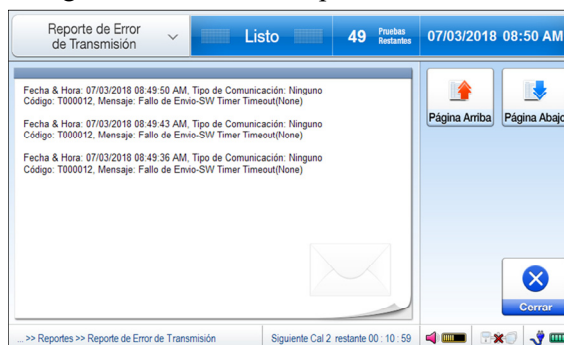 Reporte de Error
de Transmisión
Listo
49 Pruebas
Restantes
07/03/2018 08:50 AM
Fecha & Hora: 07/03/2018 08:49:50 AM, Tipo de Comunicación: Ninguno
Código: T000012, Mensaje: Fallo de Envio-SW Timer Timeout(None)
Fecha & Hora: 07/03/2018 08:49:43 AM, Tipo de Comunicación: Ninguno
Código: T000012, Mensaje: Fallo de Envio-SW Timer Timeout(None)
Fecha & Hora: 07/03/2018 08:49:36 AM, Tipo de Comunicación: Ninguno
Código: T000012, Mensaje: Fallo de Envio-SW Timer Timeout(None)
Página Arriba
Página Abajo
Cerrar
... >> Reportes >> Reporte de Error de Transmisión
Siguiente Cal 2 restante 00 : 10 : 59